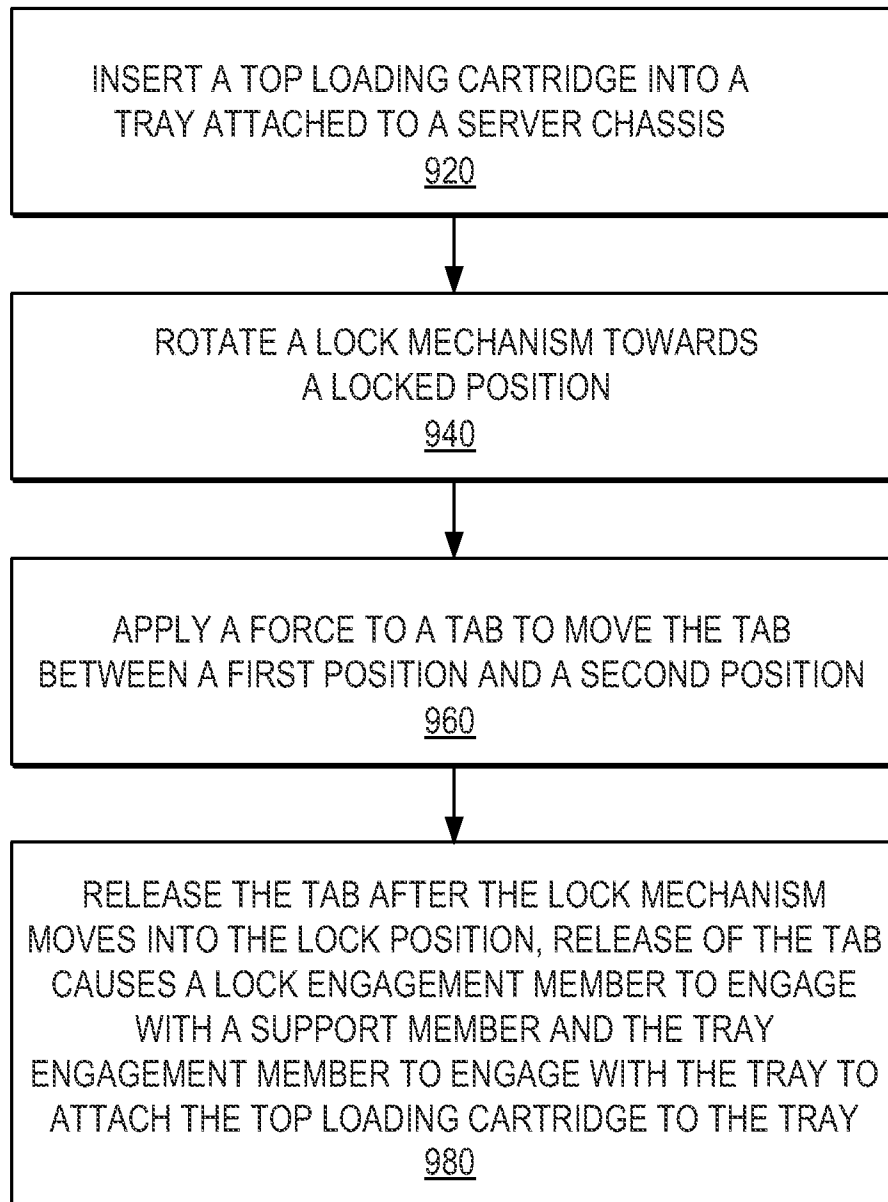 INSERT A TOP LOADING CARTRIDGE INTO A
TRAY ATTACHED TO A SERVER CHASSIS
920
ROTATE A LOCK MECHANISM TOWARDS
A LOCKED POSITION
940
APPLY A FORCE TO A TAB TO MOVE THE TAB
BETWEEN A FIRST POSITION AND A SECOND POSITION
960
RELEASE THE TAB AFTER THE LOCK MECHANISM
MOVES INTO THE LOCK POSITION, RELEASE OF THE TAB
CAUSES A LOCK ENGAGEMENT MEMBER TO ENGAGE
WITH A SUPPORT MEMBER AND THE TRAY
ENGAGEMENT MEMBER TO ENGAGE WITH THE TRAY TO
ATTACH THE TOP LOADING CARTRIDGE TO THE TRAY
980